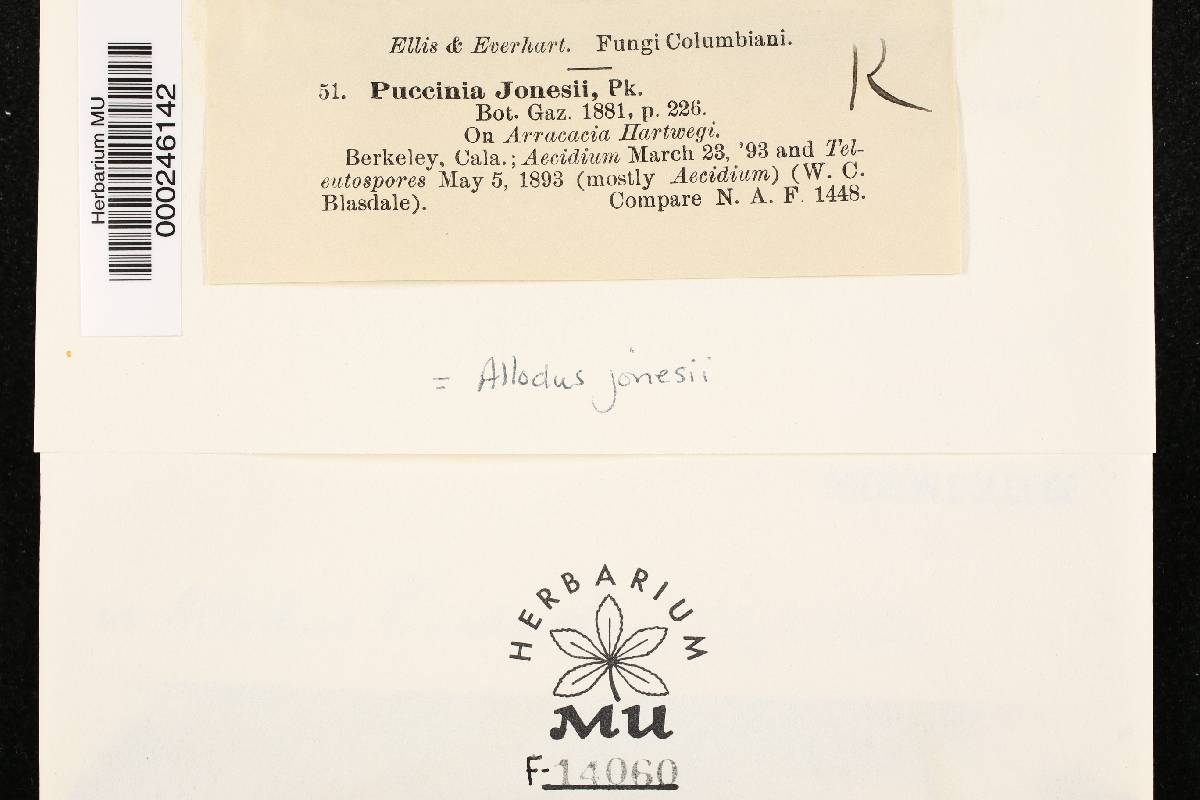 Herbarium MU
000246142
Ellis & Everhart. Fungi Columbiani.
K
51. Puccinia Jonesii, Pk.
Bot. Gaz. 1881, p. 226.
On Arracacia Hartwegi.
Berkeley, Cala.; Aecidium March 23, '93 and Tel-
eutospores May 5, 1893 (mostly Aecidium) (W. C.
Blasdale). Compare N. A. F. 1448.
= Allodus jonesii
HERBARIUM
MU
F-14060